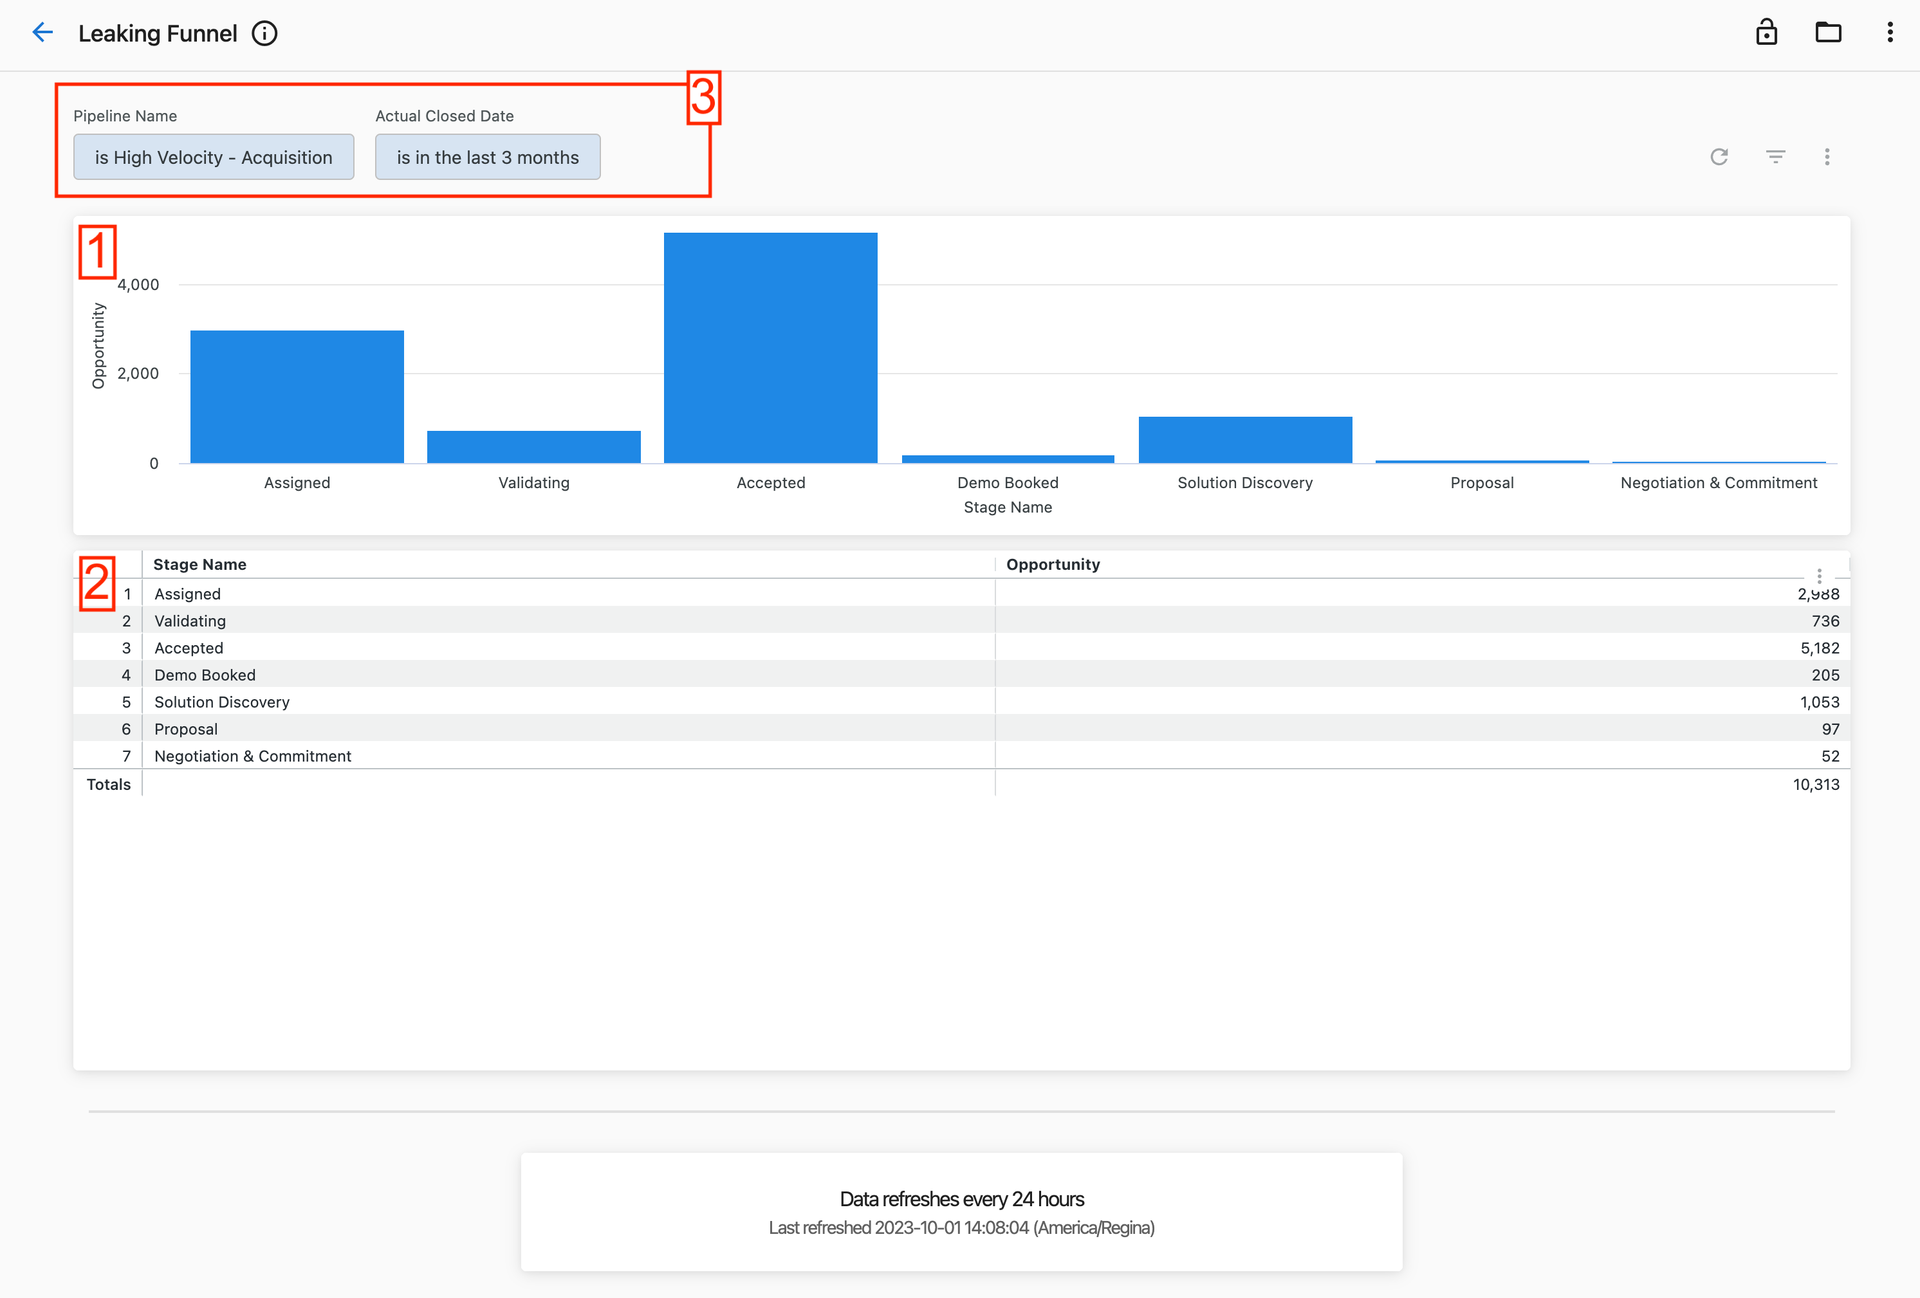 Leaking Funnel
3
Pipeline Name Actual Closed Date
is High Velocity - Acquisition is in the last 3 months
1
4,000
Opportunity
2,000
0
Assigned Validating Accepted Demo Booked Solution Discovery Proposal Negotiation & Commitment
Stage Name
2
Stage Name Opportunity
1 Assigned 2,988
2 Validating 736
3 Accepted 5,182
4 Demo Booked 205
5 Solution Discovery 1,053
6 Proposal 97
7 Negotiation & Commitment 52
Totals 10,313
Data refreshes every 24 hours
Last refreshed 2023-10-01 14:08:04 (America/Regina)